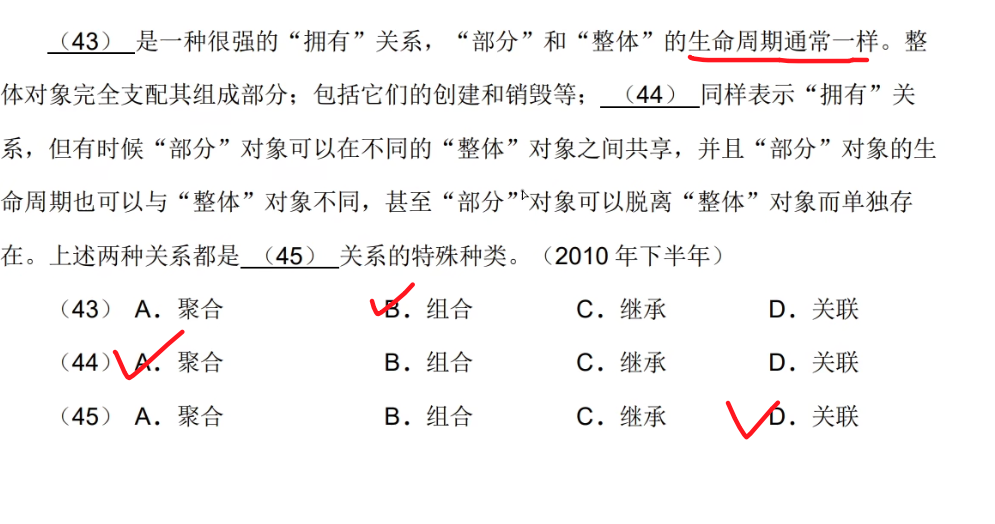 （43） 是一种很强的“拥有”关系，“部分”和“整体”的生命周期通常一样。整
体对象完全支配其组成部分；包括它们的创建和销毁等； （44） 同样表示“拥有”关
系，但有时候“部分”对象可以在不同的“整体”对象之间共享，并且“部分”对象的生
命周期也可以与“整体”对象不同，甚至“部分”对象可以脱离“整体”对象而单独存
在。上述两种关系都是 （45） 关系的特殊种类。（2010 年下半年）
（43） A．聚合 B．组合 C．继承 D．关联
（44） A．聚合 B．组合 C．继承 D．关联
（45） A．聚合 B．组合 C．继承 D．关联